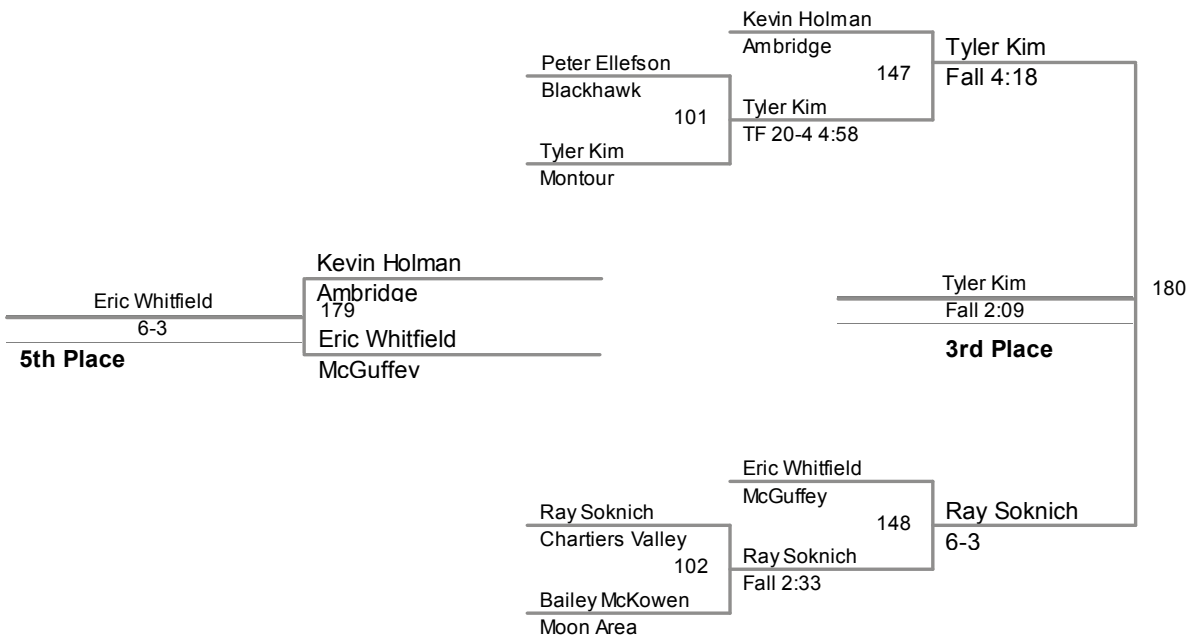 Kevin Holman
Ambridge
Tyler Kim
Fall 4:18
147
Peter Ellefson
Blackhawk
101
Tyler Kim
TF 20-4 4:58
Tyler Kim
Montour
Kevin Holman
Ambridge
179
Eric Whitfield
6-3
5th Place
Eric Whitfield
McGuffey
Tyler Kim
Fall 2:09
3rd Place
180
Eric Whitfield
McGuffey
148
Ray Soknich
6-3
Ray Soknich
Chartiers Valley
102
Ray Soknich
Fall 2:33
Bailey McKowen
Moon Area